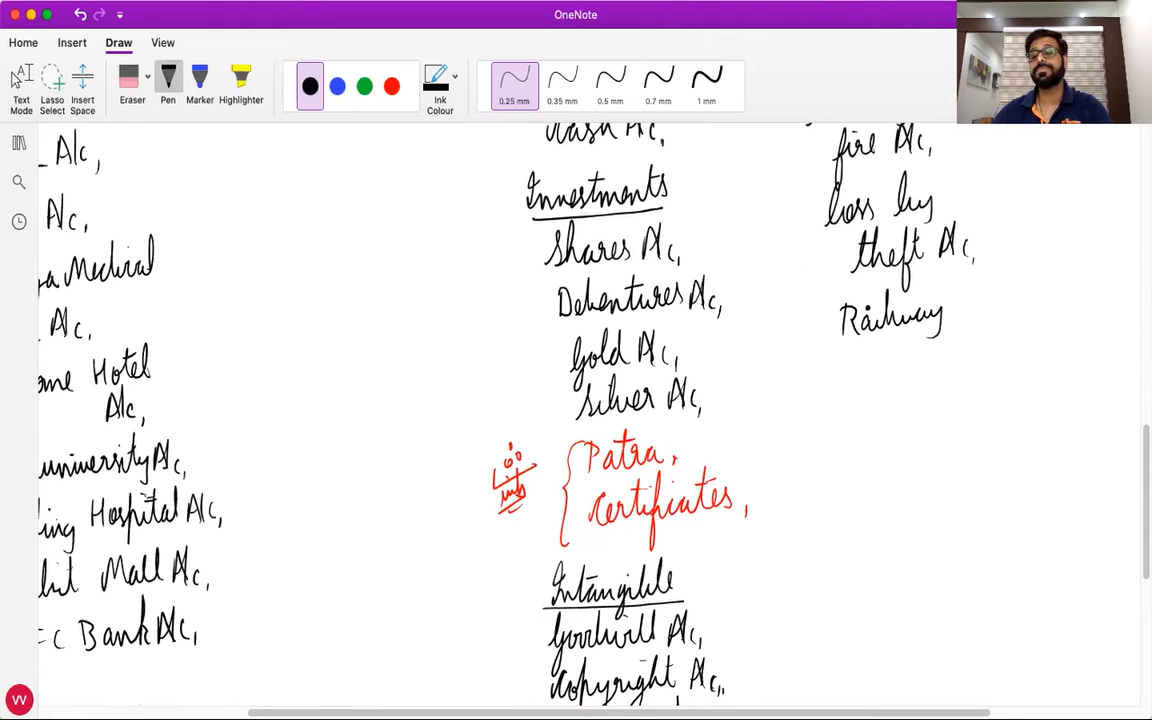 OneNote
Home Insert Draw View
Text Mode
Lasso Select
Insert Space
Eraser
Pen
Marker
Highlighter
Ink Colour
0.25 mm
0.35 mm
0.5 mm
0.7 mm
1 mm
A/c,
A/c,
Medical
A/c,
Hotel
A/c,
university A/c,
Hospital A/c,
Mall A/c,
Bank A/c,
Cash A/c,
Investments
Shares A/c,
Debentures A/c,
Gold A/c,
Silver A/c,
Patra,
Certificates,
Intangible
Goodwill A/c,
Copyright A/c,
fire A/c,
loss by
theft A/c,
Railway
VV